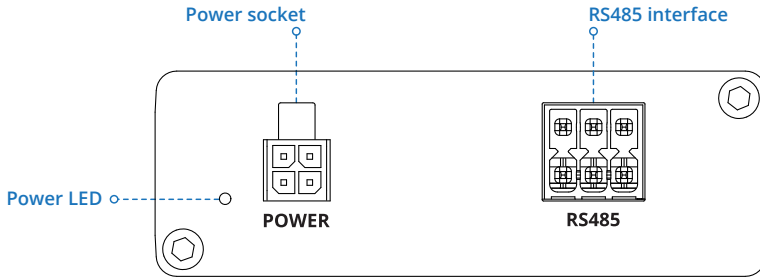 Power socket
RS485 interface
Power LED
POWER
RS485